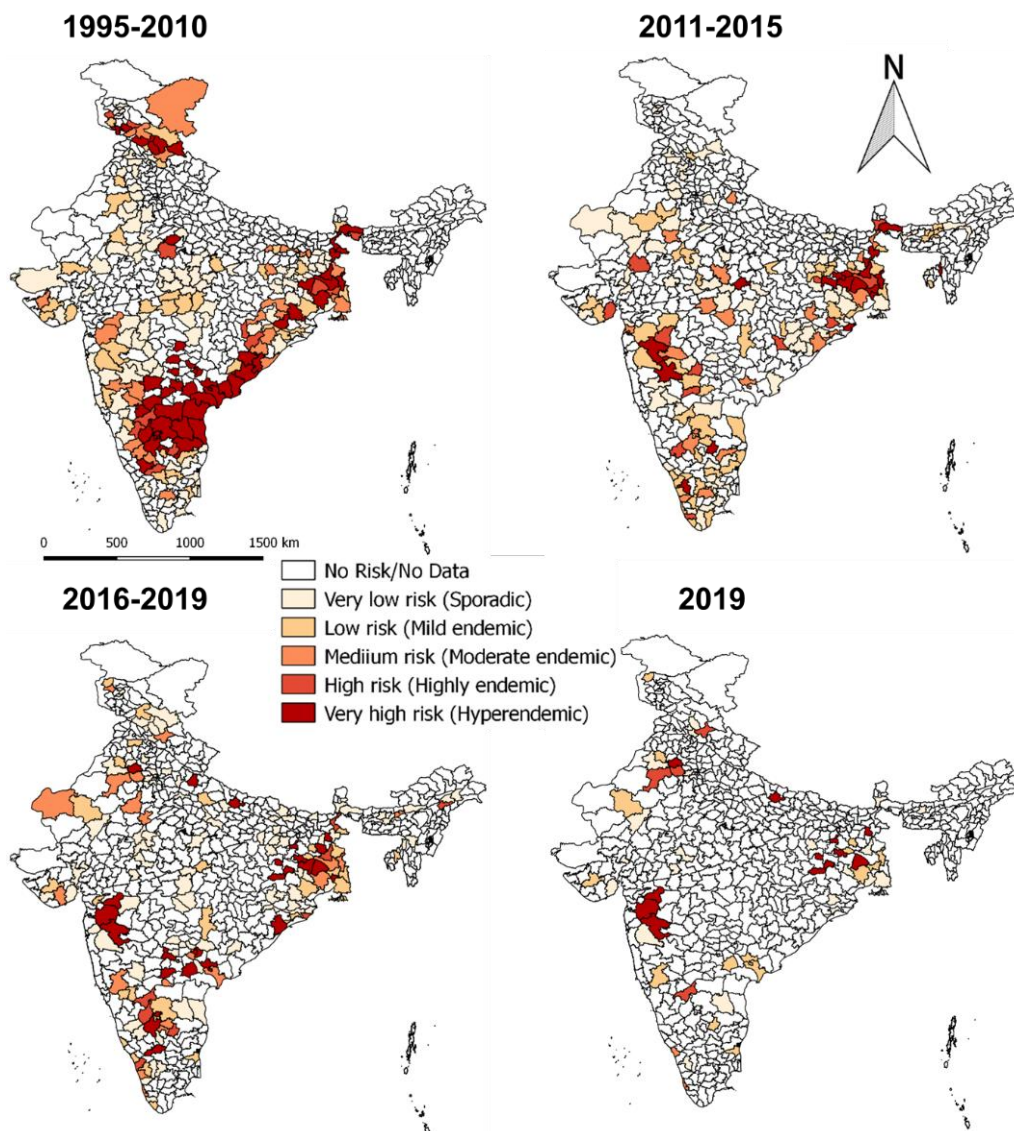 1995-2010
2011-2015
N
0 500 1000 1500 km
No Risk/No Data
Very low risk (Sporadic)
Low risk (Mild endemic)
Mediium risk (Moderate endemic)
High risk (Highly endemic)
Very high risk (Hyperendemic)
2016-2019
2019